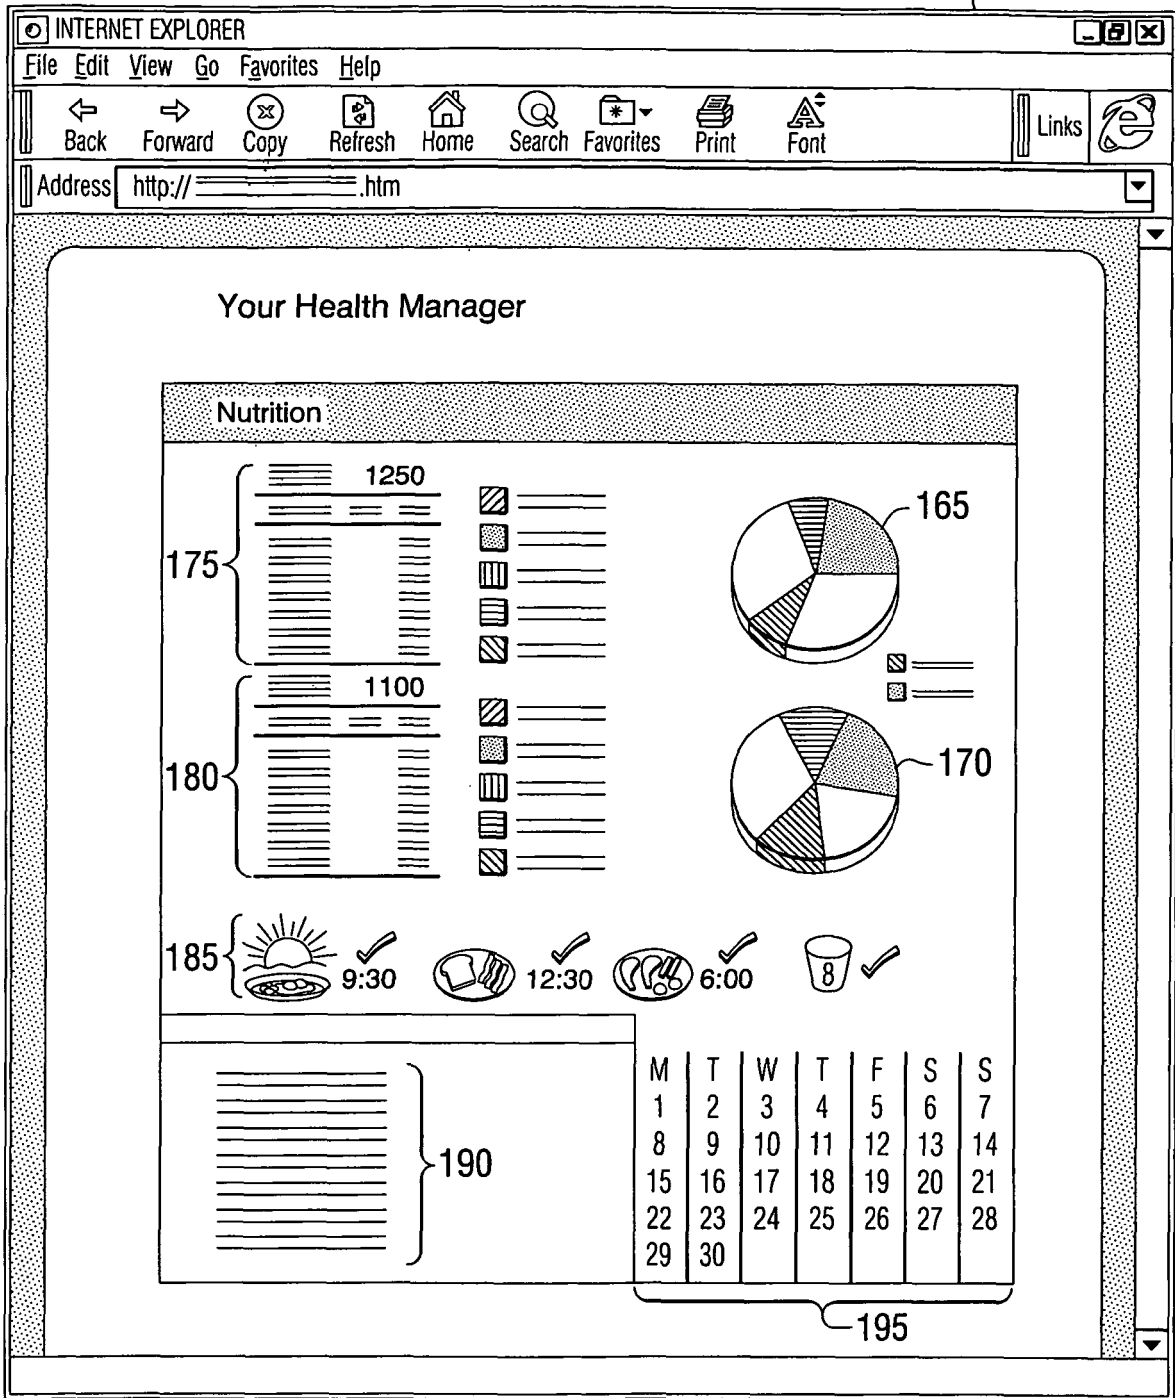 INTERNET EXPLORER
File Edit View Go Favorites Help
Back Forward Copy Refresh Home Search Favorites Print Font Links
Address http:// .htm
Your Health Manager
Nutrition
1250
165
175
1100
170
180
185
9:30 12:30 6:00 8
M T W T F S S
1 2 3 4 5 6 7
8 9 10 11 12 13 14
190
15 16 17 18 19 20 21
22 23 24 25 26 27 28
29 30
195